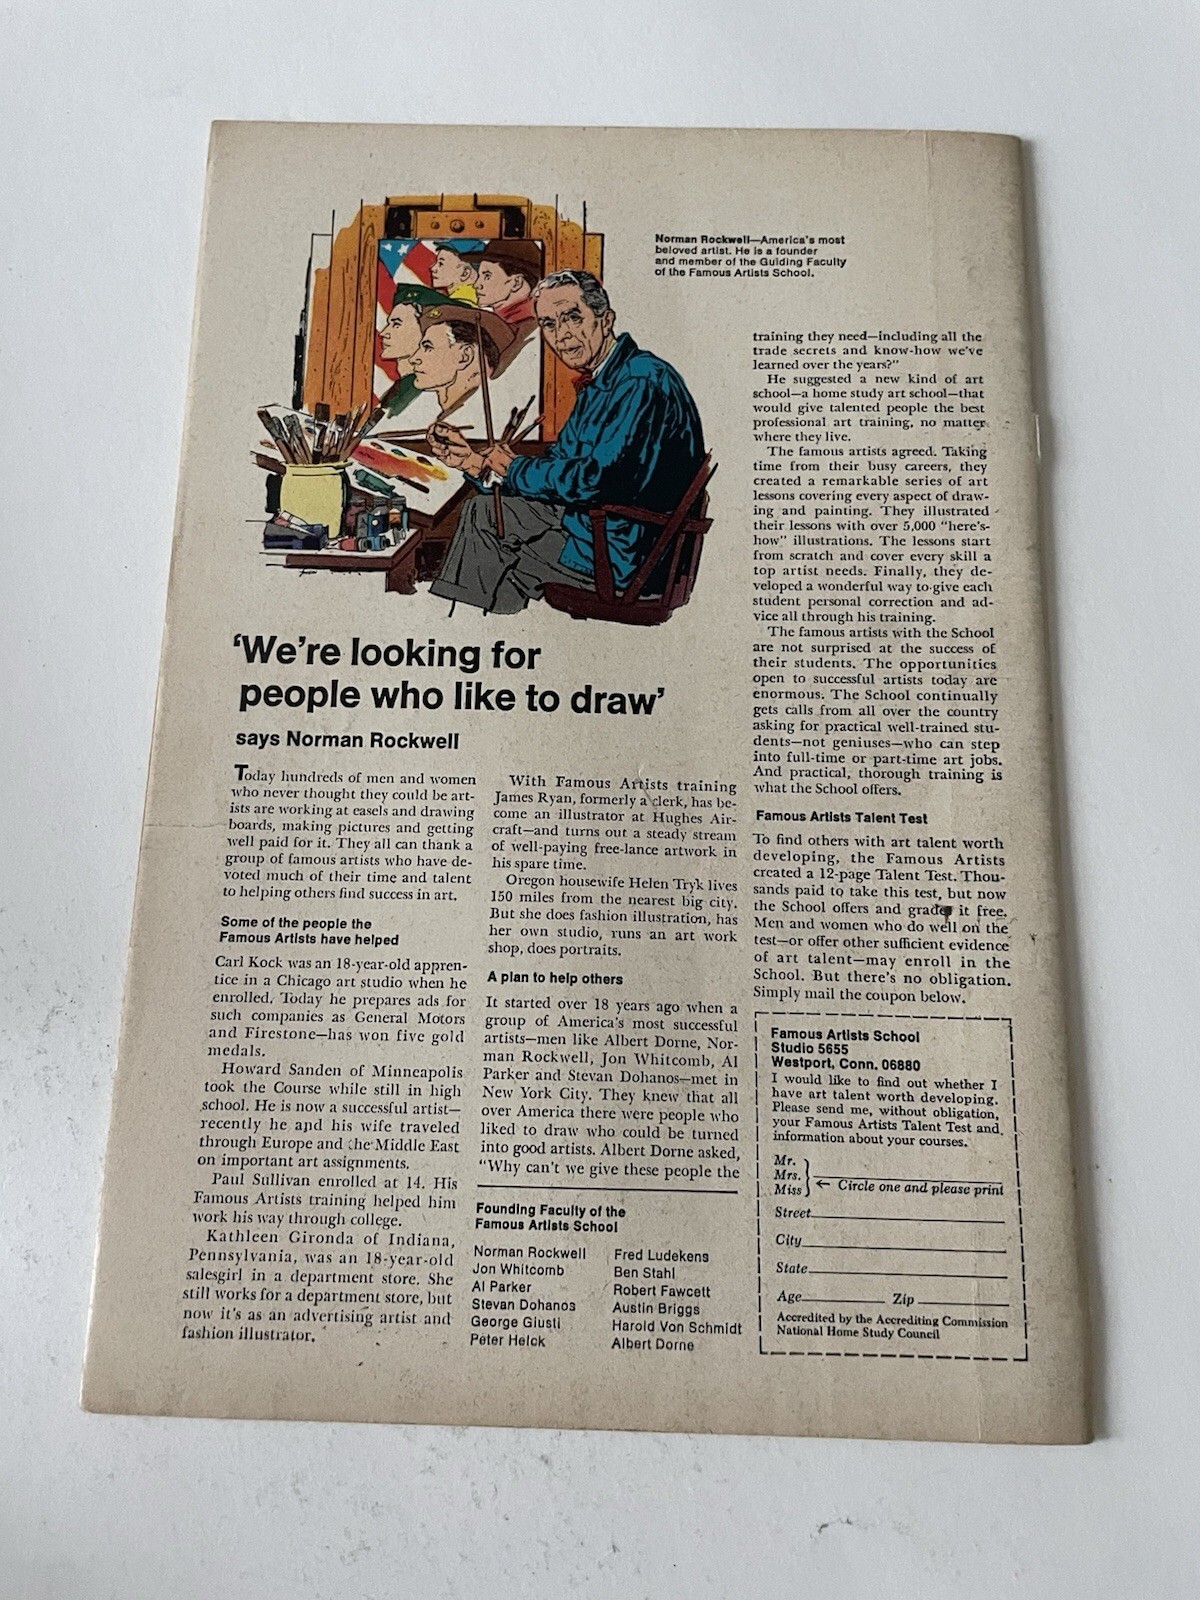 Norman Rockwell—America's most
beloved artist. He is a founder
and member of the Guiding Faculty
of the Famous Artists School.
'We're looking for
people who like to draw'
says Norman Rockwell
Today hundreds of men and women
who never thought they could be art-
ists are working at easels and drawing
boards, making pictures and getting
well paid for it. They all can thank a
group of famous artists who have de-
voted much of their time and talent
to helping others find success in art.
Some of the people the
Famous Artists have helped
Carl Kock was an 18-year-old appren-
tice in a Chicago art studio when he
enrolled. Today he prepares ads for
such companies as General Motors
and Firestone—has won five gold
medals.
Howard Sanden of Minneapolis
took the Course while still in high
school. He is now a successful artist—
recently he and his wife traveled
through Europe and the Middle East
on important art assignments.
Paul Sullivan enrolled at 14. His
Famous Artists training helped him
work his way through college.
Kathleen Gironda of Indiana,
Pennsylvania, was an 18-year-old
salesgirl in a department store. She
still works for a department store, but
now it's as an advertising artist and
fashion illustrator.
With Famous Artists training
James Ryan, formerly a clerk, has be-
come an illustrator at Hughes Air-
craft—and turns out a steady stream
of well-paying free-lance artwork in
his spare time.
Oregon housewife Helen Tryk lives
150 miles from the nearest big city.
But she does fashion illustration, has
her own studio, runs an art work
shop, does portraits.
A plan to help others
It started over 18 years ago when a
group of America's most successful
artists—men like Albert Dorne, Nor-
man Rockwell, Jon Whitcomb, Al
Parker and Stevan Dohanos—met in
New York City. They knew that all
over America there were people who
liked to draw who could be turned
into good artists. Albert Dorne asked,
"Why can't we give these people the
training they need—including all the
trade secrets and know-how we've
learned over the years?"
He suggested a new kind of art
school—a home study art school—that
would give talented people the best
professional art training, no matter
where they live.
The famous artists agreed. Taking
time from their busy careers, they
created a remarkable series of art
lessons covering every aspect of draw-
ing and painting. They illustrated
their lessons with over 5,000 "here's-
how" illustrations. The lessons start
from scratch and cover every skill a
top artist needs. Finally, they de-
veloped a wonderful way to give each
student personal correction and ad-
vice all through his training.
The famous artists with the School
are not surprised at the success of
their students. The opportunities
open to successful artists today are
enormous. The School continually
gets calls from all over the country
asking for practical well-trained stu-
dents—not geniuses—who can step
into full-time or part-time art jobs.
And practical, thorough training is
what the School offers.
Famous Artists Talent Test
To find others with art talent worth
developing, the Famous Artists
created a 12-page Talent Test. Thou-
sands paid to take this test, but now
the School offers and grades it free.
Men and women who do well on the
test—or offer other sufficient evidence
of art talent—may enroll in the
School. But there's no obligation.
Simply mail the coupon below.
Founding Faculty of the
Famous Artists School
Norman Rockwell
Jon Whitcomb
Al Parker
Stevan Dohanos
George Giusti
Peter Helck
Fred Ludekens
Ben Stahl
Robert Fawcett
Austin Briggs
Harold Von Schmidt
Albert Dorne
Famous Artists School
Studio 5655
Westport, Conn. 06880
I would like to find out whether I
have art talent worth developing.
Please send me, without obligation,
your Famous Artists Talent Test and
information about your courses.
Mr.
Mrs.
Miss ← Circle one and please print
Street
City
State
Age Zip
Accredited by the Accrediting Commission
National Home Study Council